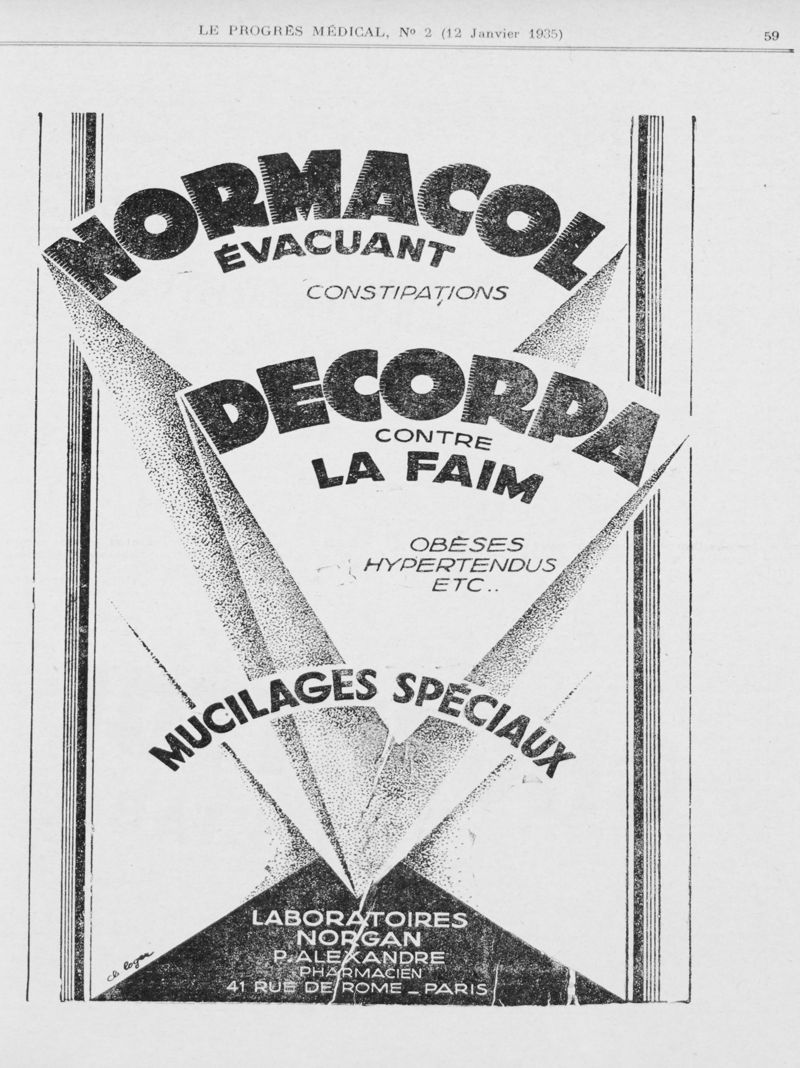 LE PROGRÈS MÉDICAL, No 2 (12 Janvier 1935) 59
NORMACOL
ÉVACUANT
CONSTIPATIONS
DECORPA
CONTRE
LA FAIM
OBÈSES
HYPERTENDUS
ETC..
MUCILAGES SPÉCIAUX
LABORATOIRES
NORGAN
P. ALEXANDRE
PHARMACIEN
41 RUE DE ROME _ PARIS